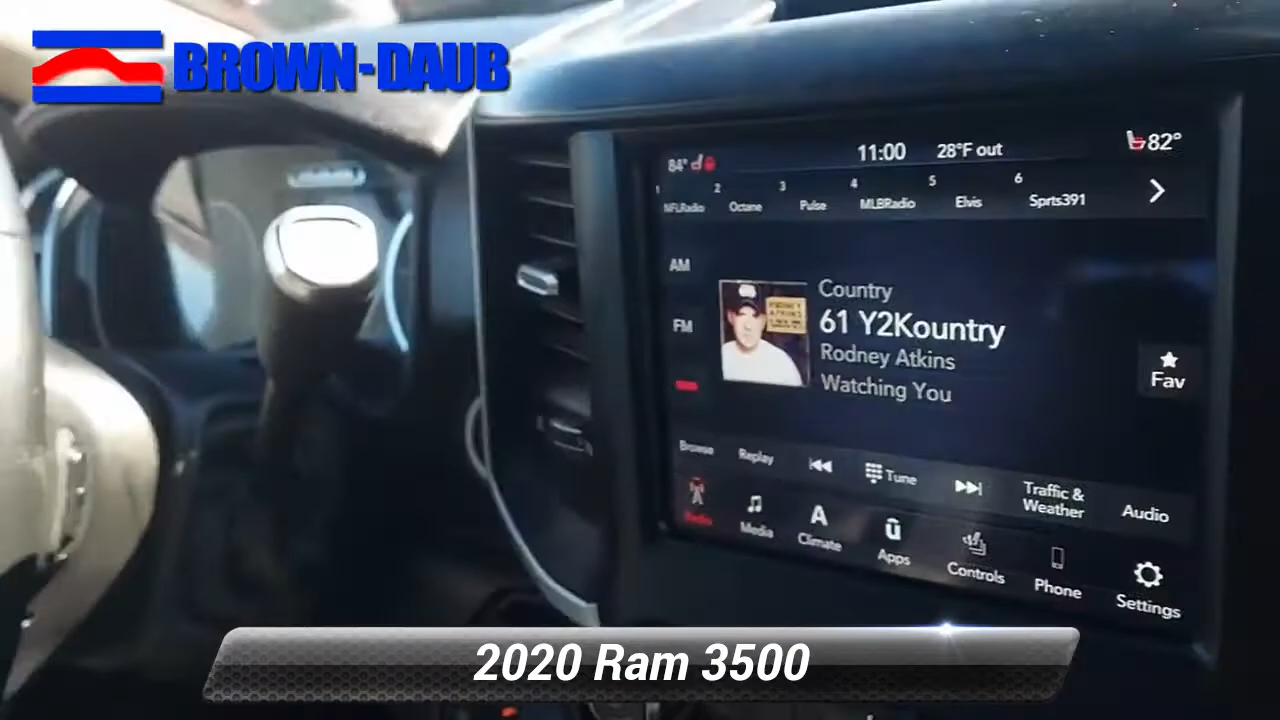 BROWN-DAUB
84°
11:00
28°F out
82°
1 2 3 4 5 6
NFLRadio Octane Pulse MLBRadio Elvis Sprts391
AM
FM
Country
61 Y2Kountry
Rodney Atkins
Watching You
Fav
Browse Replay Tune Traffic & Weather Audio
Radio Media A Climate Apps Controls Phone Settings
2020 Ram 3500